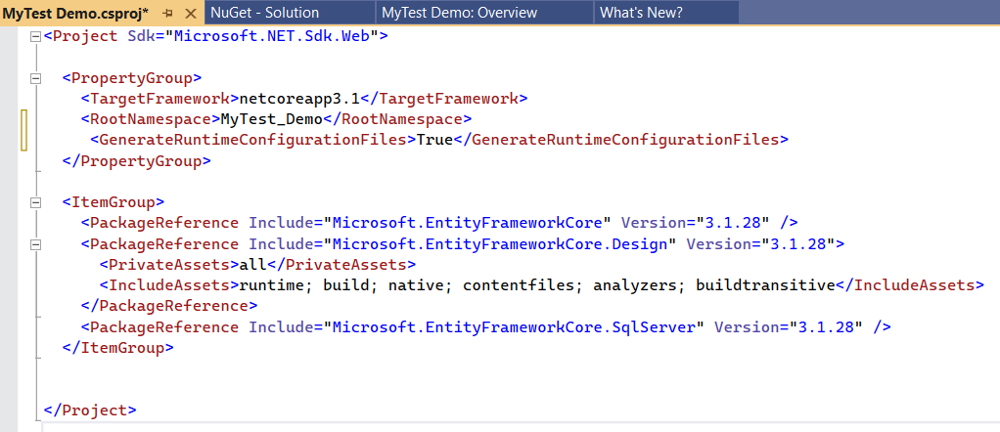 MyTest Demo.csproj* NuGet - Solution MyTest Demo: Overview What's New?
<Project Sdk="Microsoft.NET.Sdk.Web">
<PropertyGroup>
<TargetFramework>netcoreapp3.1</TargetFramework>
<RootNamespace>MyTest_Demo</RootNamespace>
<GenerateRuntimeConfigurationFiles>True</GenerateRuntimeConfigurationFiles>
</PropertyGroup>
<ItemGroup>
<PackageReference Include="Microsoft.EntityFrameworkCore" Version="3.1.28" />
<PackageReference Include="Microsoft.EntityFrameworkCore.Design" Version="3.1.28">
<PrivateAssets>all</PrivateAssets>
<IncludeAssets>runtime; build; native; contentfiles; analyzers; buildtransitive</IncludeAssets>
</PackageReference>
<PackageReference Include="Microsoft.EntityFrameworkCore.SqlServer" Version="3.1.28" />
</ItemGroup>
</Project>